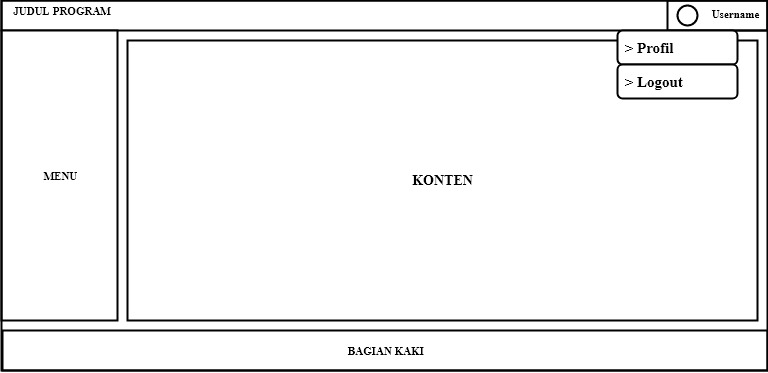 JUDUL PROGRAM
Username
> Profil
> Logout
MENU
KONTEN
BAGIAN KAKI